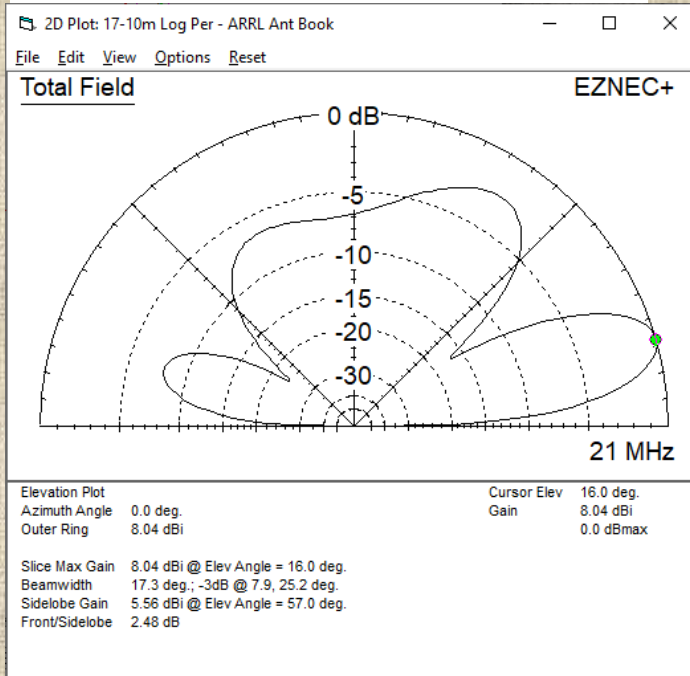 2D Plot: 17-10m Log Per - ARRL Ant Book
File Edit View Options Reset
Total Field
EZNEC+
0 dB
-5
-10
-15
-20
-30
21 MHz
Elevation Plot
Azimuth Angle 0.0 deg.
Outer Ring 8.04 dBi
Slice Max Gain 8.04 dBi @ Elev Angle = 16.0 deg.
Beamwidth 17.3 deg.; -3dB @ 7.9, 25.2 deg.
Sidelobe Gain 5.56 dBi @ Elev Angle = 57.0 deg.
Front/Sidelobe 2.48 dB
Cursor Elev 16.0 deg.
Gain 8.04 dBi
0.0 dBmax